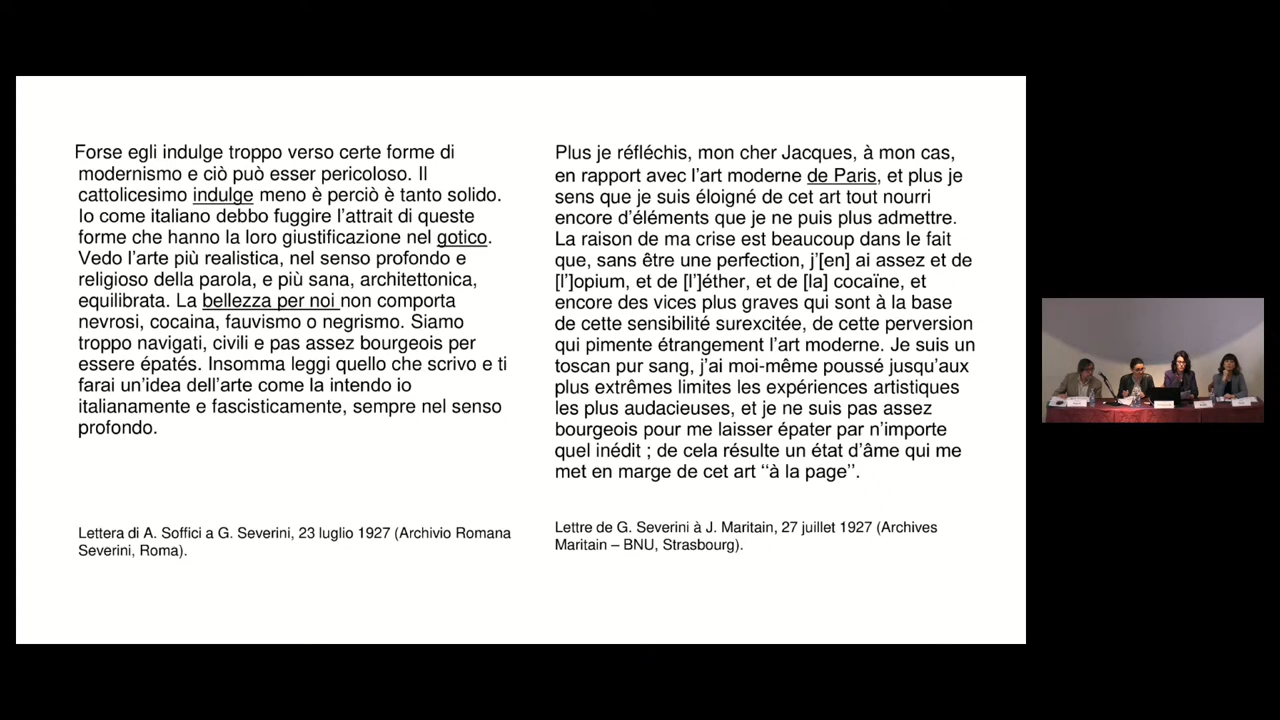 Forse egli indulge troppo verso certe forme di
modernismo e ciò può esser pericoloso. Il
cattolicesimo indulge meno è perciò è tanto solido.
Io come italiano debbo fuggire l'attrait di queste
forme che hanno la loro giustificazione nel gotico.
Vedo l'arte più realistica, nel senso profondo e
religioso della parola, e più sana, architettonica,
equilibrata. La bellezza per noi non comporta
nevrosi, cocaina, fauvismo o negrismo. Siamo
troppo navigati, civili e pas assez bourgeois per
essere épatés. Insomma leggi quello che scrivo e ti
farai un'idea dell'arte come la intendo io
italianamente e fascisticamente, sempre nel senso
profondo.
Lettera di A. Soffici a G. Severini, 23 luglio 1927 (Archivio Romana
Severini, Roma).
Plus je réfléchis, mon cher Jacques, à mon cas,
en rapport avec l'art moderne de Paris, et plus je
sens que je suis éloigné de cet art tout nourri
encore d'éléments que je ne puis plus admettre.
La raison de ma crise est beaucoup dans le fait
que, sans être une perfection, j'[en] ai assez et de
[l']opium, et de [l']éther, et de [la] cocaïne, et
encore des vices plus graves qui sont à la base
de cette sensibilité surexcitée, de cette perversion
qui pimente étrangement l'art moderne. Je suis un
toscan pur sang, j'ai moi-même poussé jusqu'aux
plus extrêmes limites les expériences artistiques
les plus audacieuses, et je ne suis pas assez
bourgeois pour me laisser épater par n'importe
quel inédit ; de cela résulte un état d'âme qui me
met en marge de cet art "à la page".
Lettre de G. Severini à J. Maritain, 27 juillet 1927 (Archives
Maritain – BNU, Strasbourg).